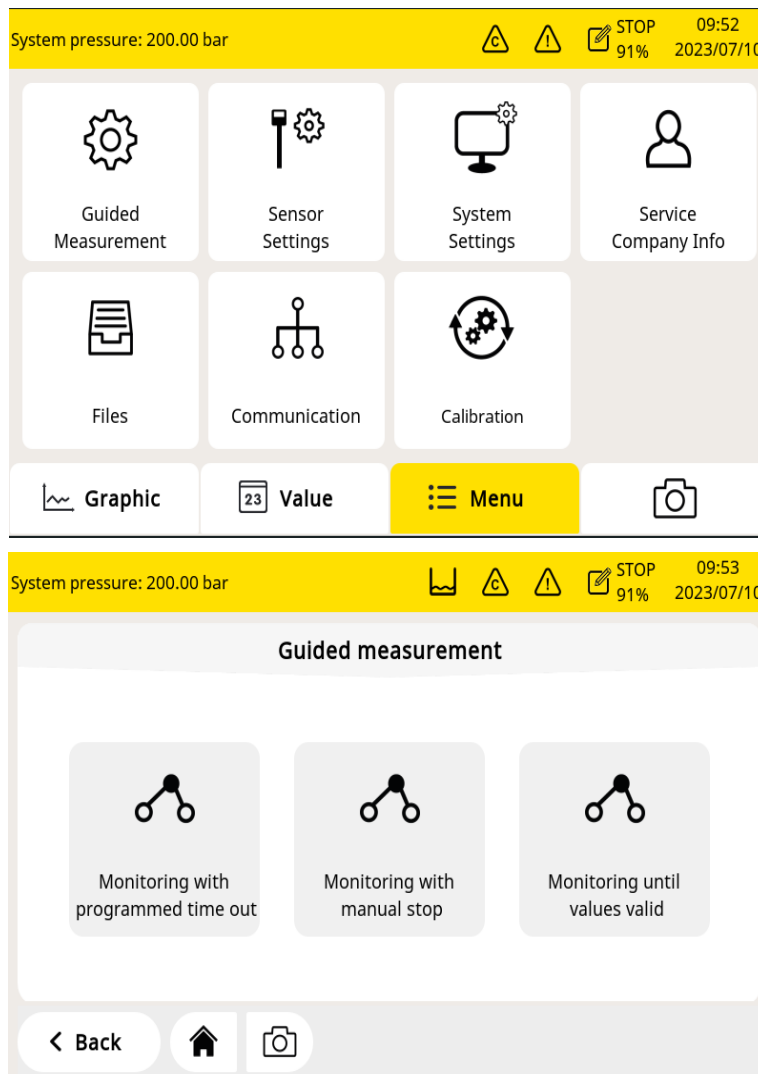 System pressure: 200.00 bar
C
!
STOP
91%
09:52
2023/07/10
Guided
Measurement
Sensor
Settings
System
Settings
Service
Company Info
Files
Communication
Calibration
Graphic
23
Value
Menu
System pressure: 200.00 bar
C
!
STOP
91%
09:53
2023/07/10
Guided measurement
Monitoring with
programmed time out
Monitoring with
manual stop
Monitoring until
values valid
Back